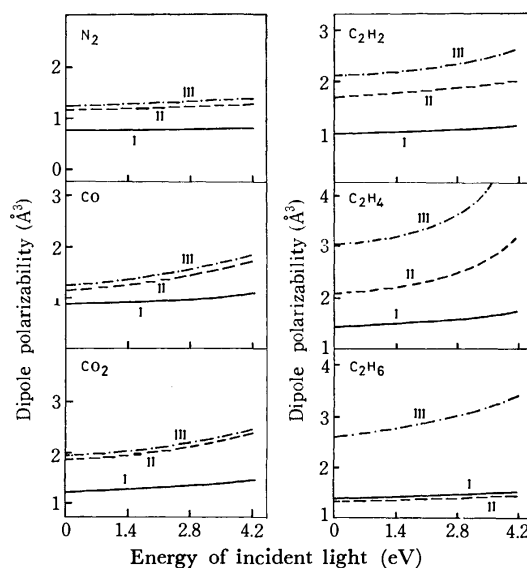 N2
III
II
I
2
1
0
CO
III
II
I
3
2
1
CO2
III
II
I
3
2
1
0 1.4 2.8 4.2
Dipole polarizability (Å3)
C2H2
III
II
I
3
2
1
0
C2H4
III
II
I
4
3
2
1
C2H6
III
I
II
4
3
2
1
0 1.4 2.8 4.2
Dipole polarizability (Å3)
Energy of incident light (eV)